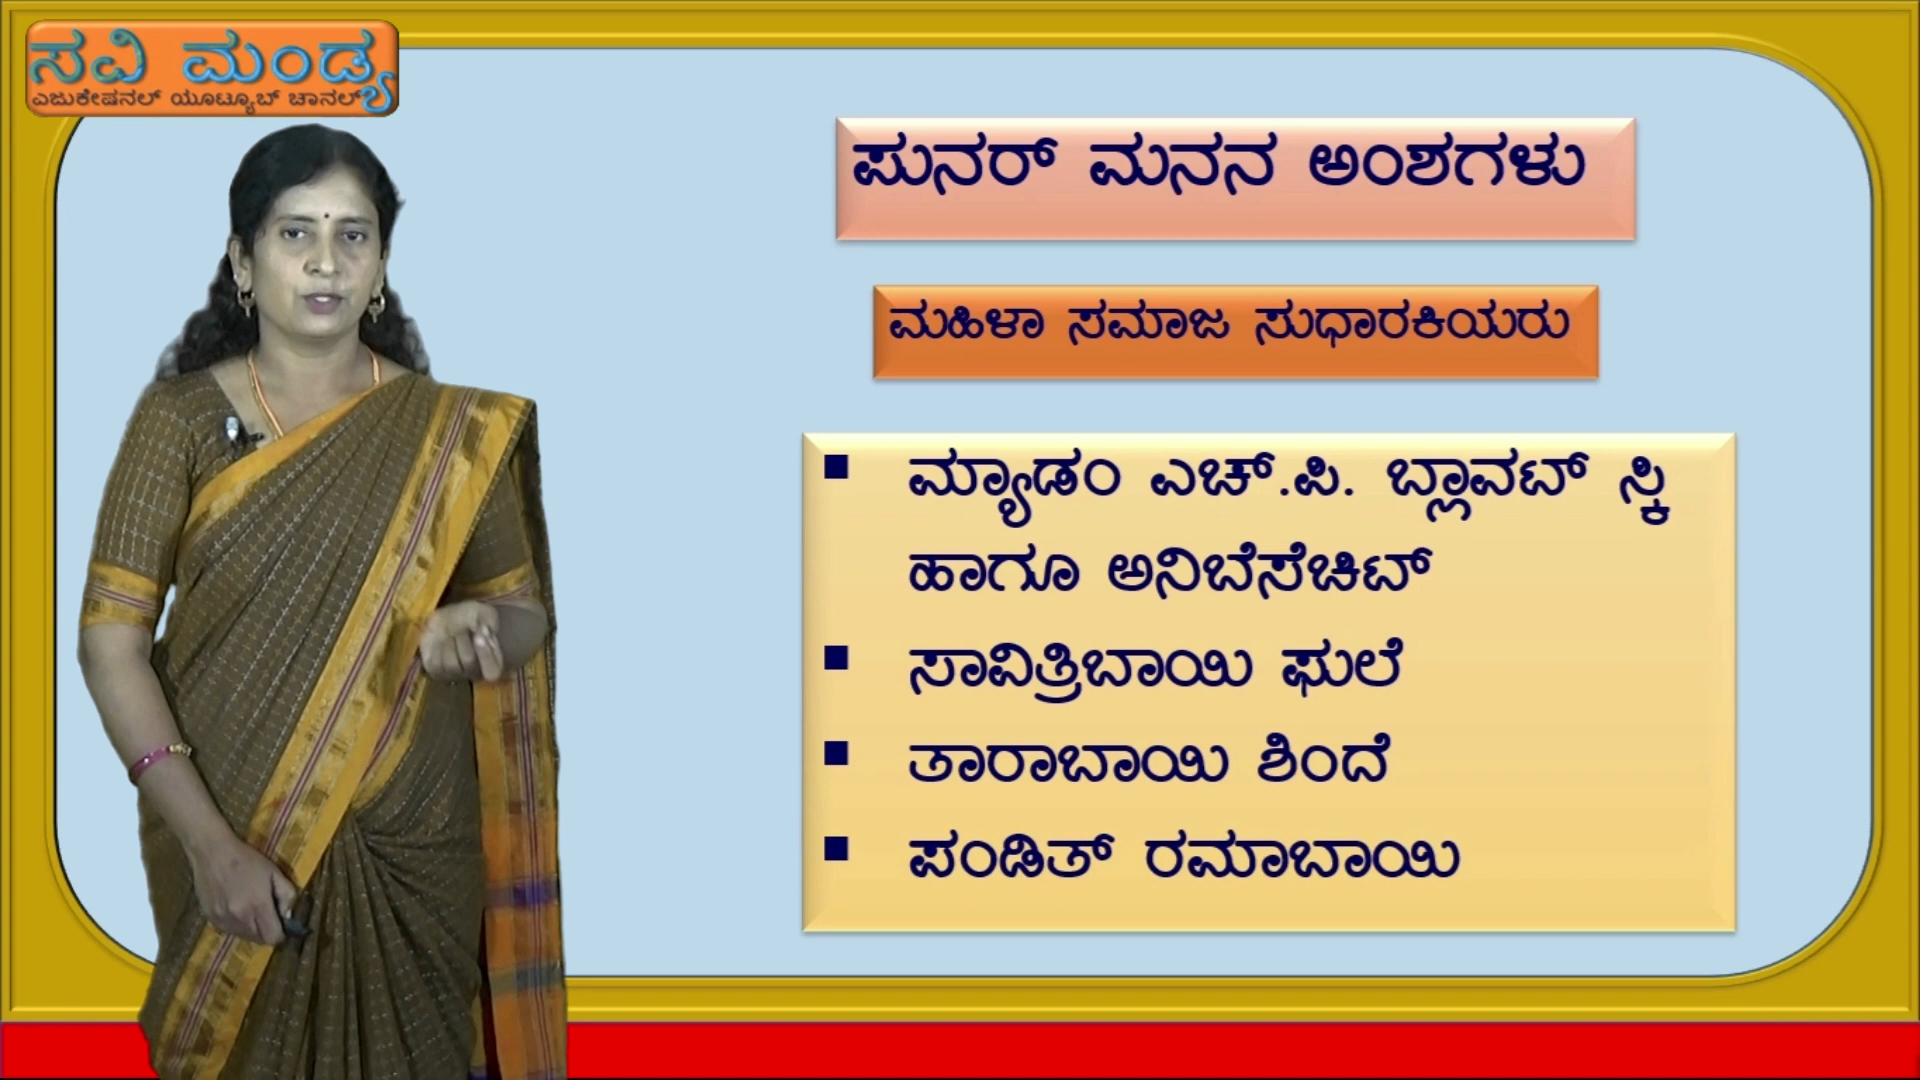 ಸವಿ ಮಂಡ್ಯ
ಎಜುಕೇಷನಲ್ ಯೂಟ್ಯೂಬ್ ಚಾನಲ್
ಪುನರ್ ಮನನ ಅಂಶಗಳು
ಮಹಿಳಾ ಸಮಾಜ ಸುಧಾರಕಿಯರು
▪ ಮ್ಯಾಡಂ ಎಚ್.ಪಿ. ಬ್ಲಾವಟ್ ಸ್ಕಿ
ಹಾಗೂ ಅನಿಬೆಸೆಚಿಟ್
▪ ಸಾವಿತ್ರಿಬಾಯಿ ಫುಲೆ
▪ ತಾರಾಬಾಯಿ ಶಿಂದೆ
▪ ಪಂಡಿತ್ ರಮಾಬಾಯಿ